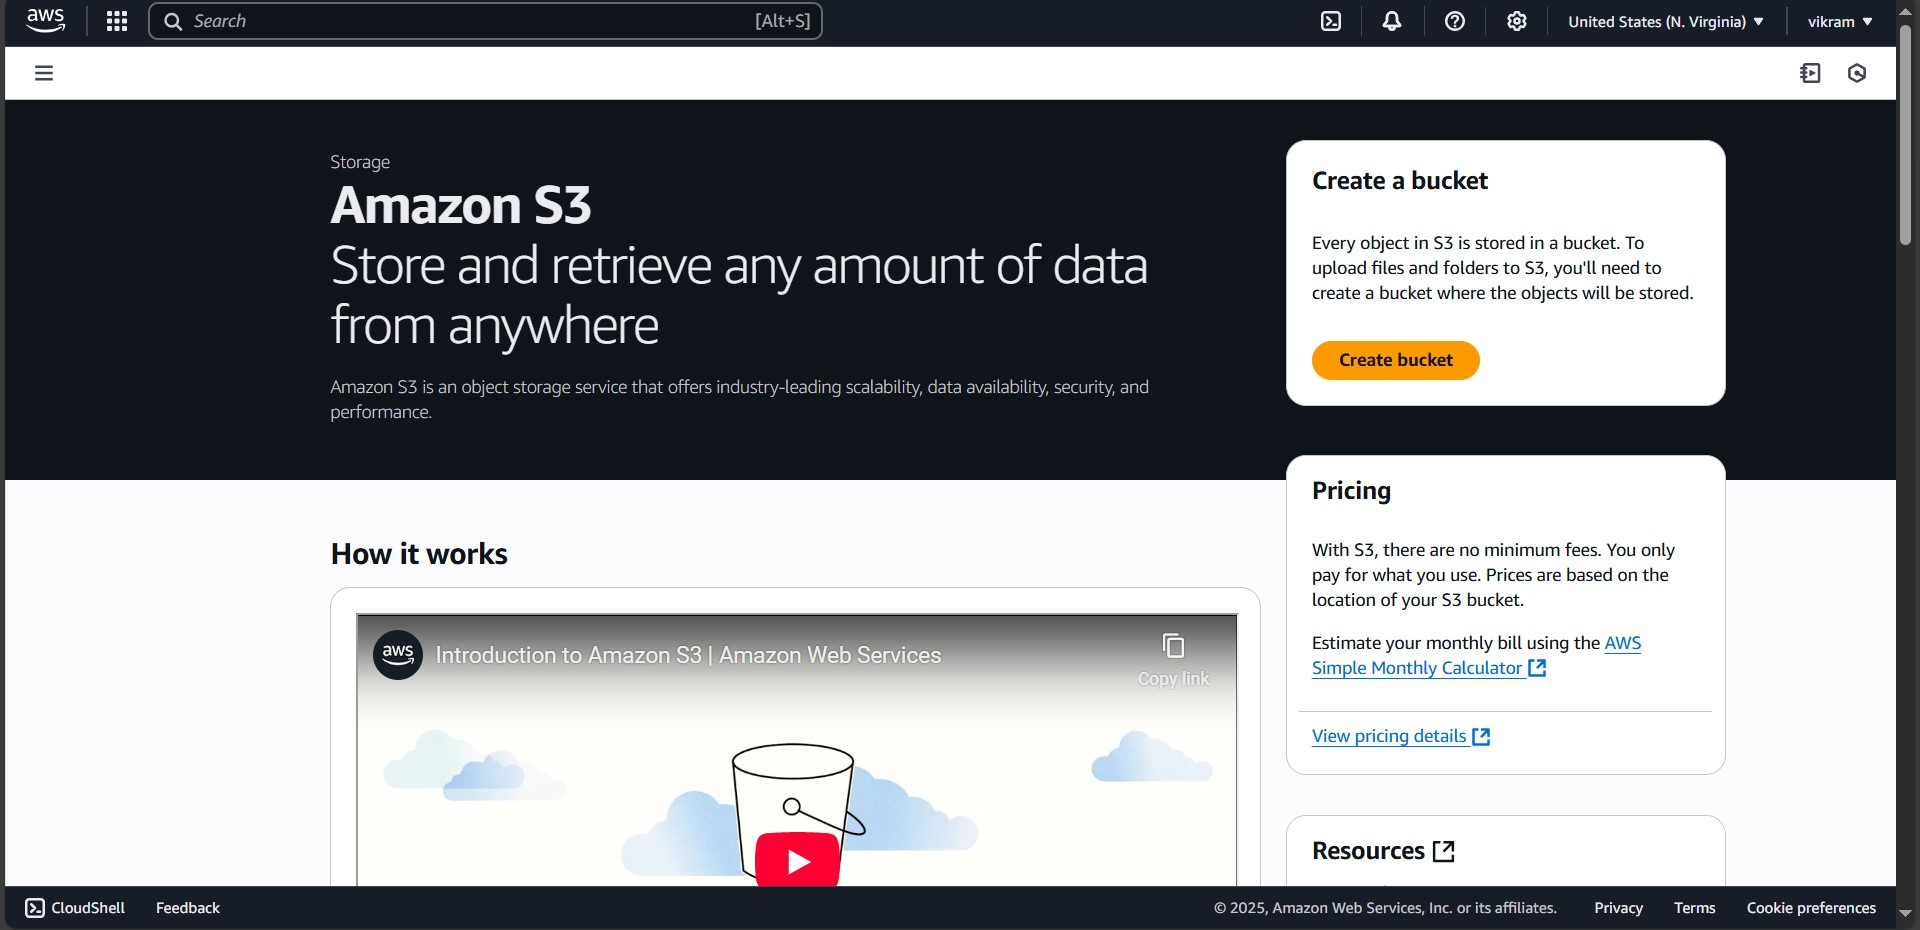 aws
Search [Alt+S]
United States (N. Virginia)
vikram
Storage
Amazon S3
Store and retrieve any amount of data
from anywhere
Amazon S3 is an object storage service that offers industry-leading scalability, data availability, security, and
performance.
Create a bucket
Every object in S3 is stored in a bucket. To
upload files and folders to S3, you'll need to
create a bucket where the objects will be stored.
Create bucket
Pricing
With S3, there are no minimum fees. You only
pay for what you use. Prices are based on the
location of your S3 bucket.
Estimate your monthly bill using the AWS
Simple Monthly Calculator
View pricing details
Resources
How it works
aws
Introduction to Amazon S3 | Amazon Web Services
Copy link
CloudShell
Feedback
© 2025, Amazon Web Services, Inc. or its affiliates.
Privacy
Terms
Cookie preferences